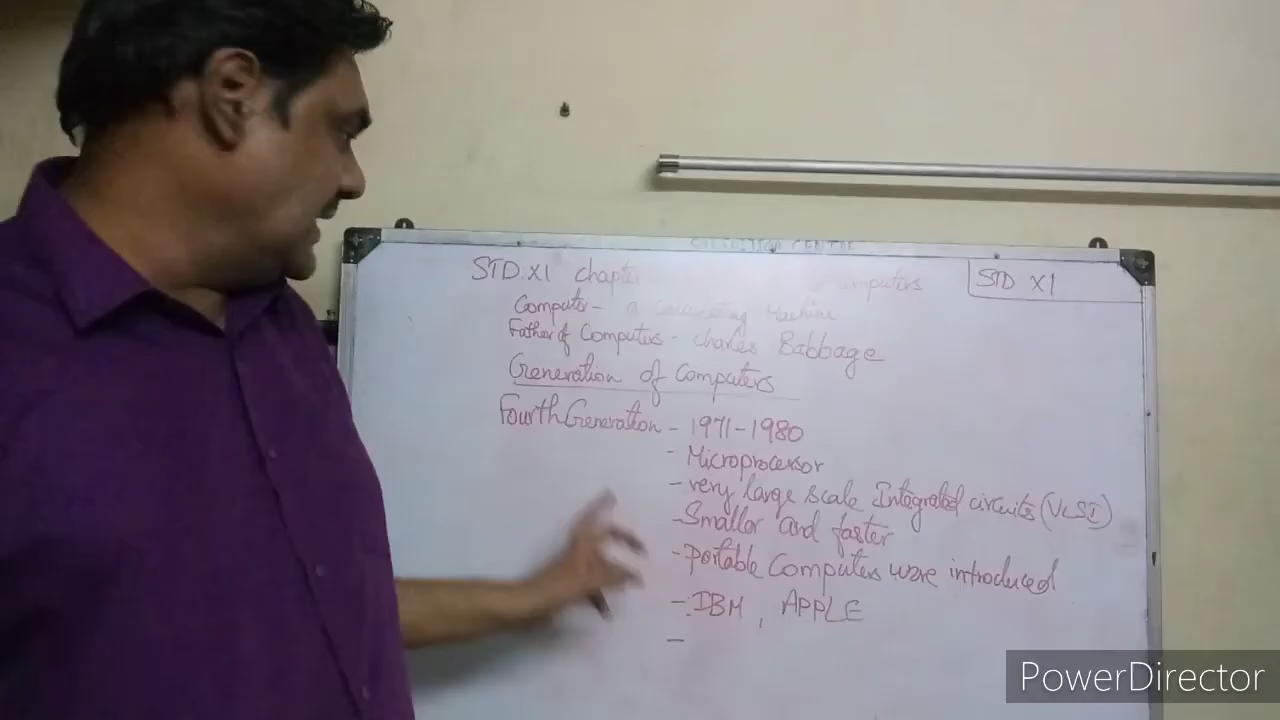 STD XI
STD. XI chapter computers
Computer - a calculating Machine
Father of Computers - charles Babbage
Generation of Computers
Fourth Generation - 1971-1980
- Microprocessor
- very large scale Integrated circuits (VLSI)
- Smaller and faster
- portable Computers were introduced
- IBM, APPLE
-
PowerDirector